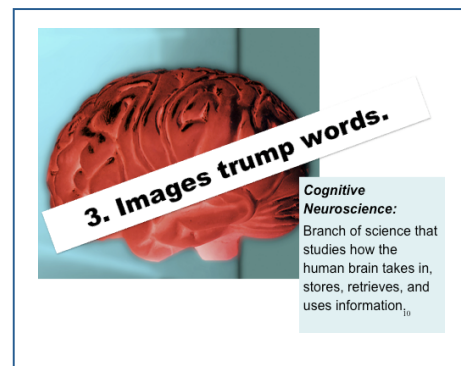 3. Images trump words.
Cognitive
Neuroscience:
Branch of science that
studies how the
human brain takes in,
stores, retrieves, and
uses information.
10